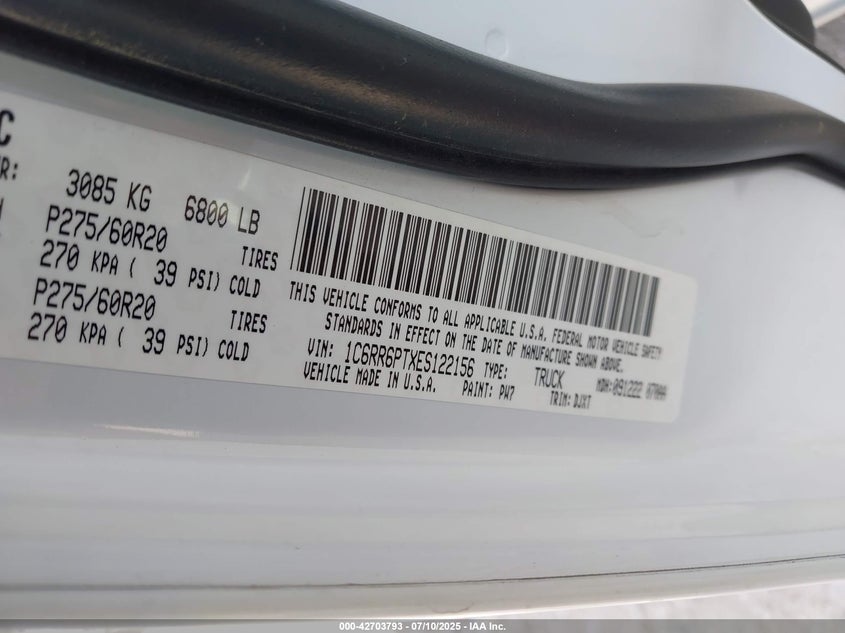 C
R: 3085 KG 6800 LB
P275/60R20 TIRES
270 KPA ( 39 PSI) COLD
P275/60R20 TIRES
270 KPA ( 39 PSI) COLD
THIS VEHICLE CONFORMS TO ALL APPLICABLE U.S.A. FEDERAL MOTOR VEHICLE SAFETY
STANDARDS IN EFFECT ON THE DATE OF MANUFACTURE SHOWN ABOVE.
VIN: 1C6RR6PTXES122156 TYPE: TRUCK MDH:091222
VEHICLE MADE IN U.S.A. PAINT: PW7 TRIM: DJXT
000-42703793 - 07/10/2025 - IAA Inc.